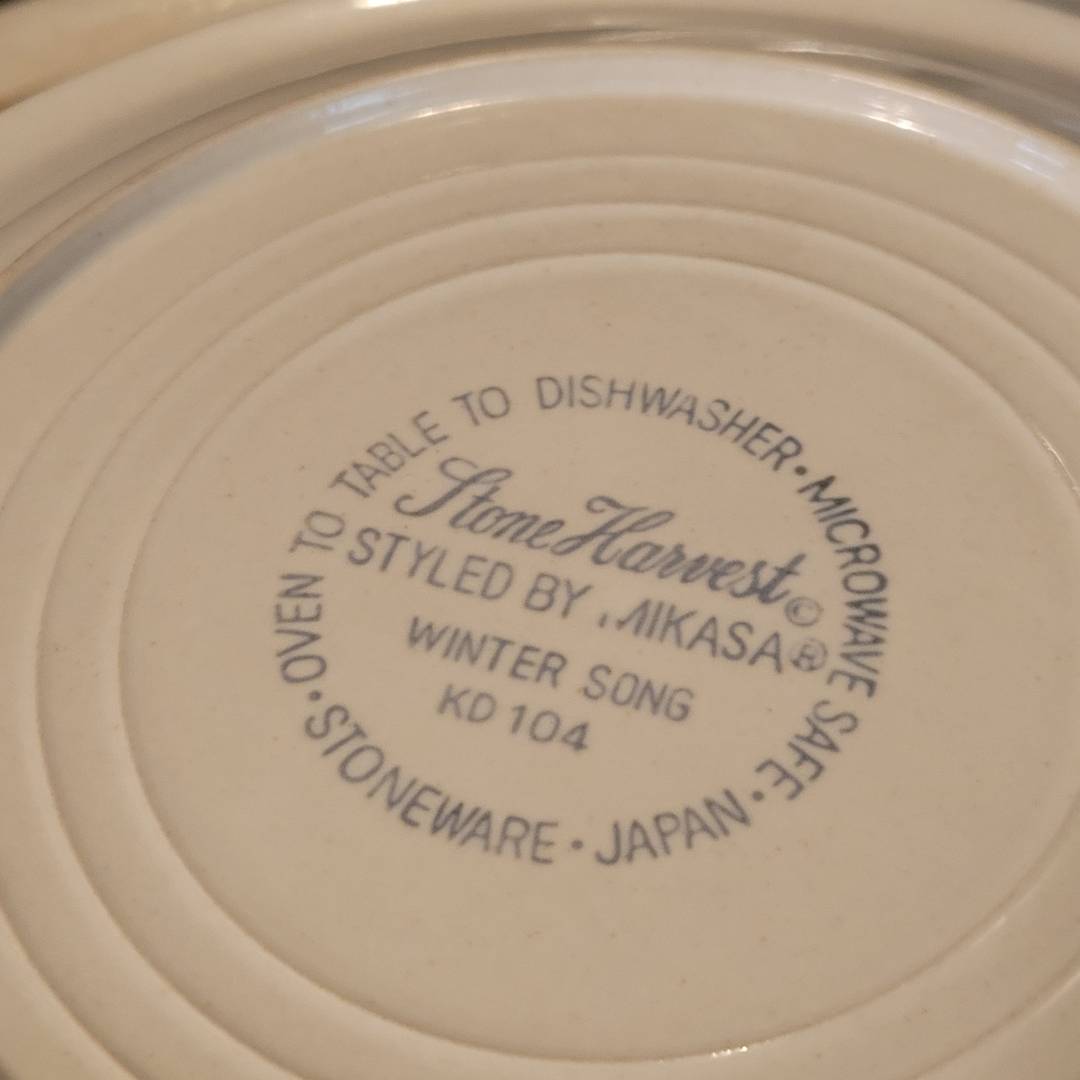 OVEN TO TABLE TO DISHWASHER • MICROWAVE SAFE •
Stone Harvest ©
STYLED BY MIKASA ®
WINTER SONG
KD 104
STONEWARE • JAPAN •